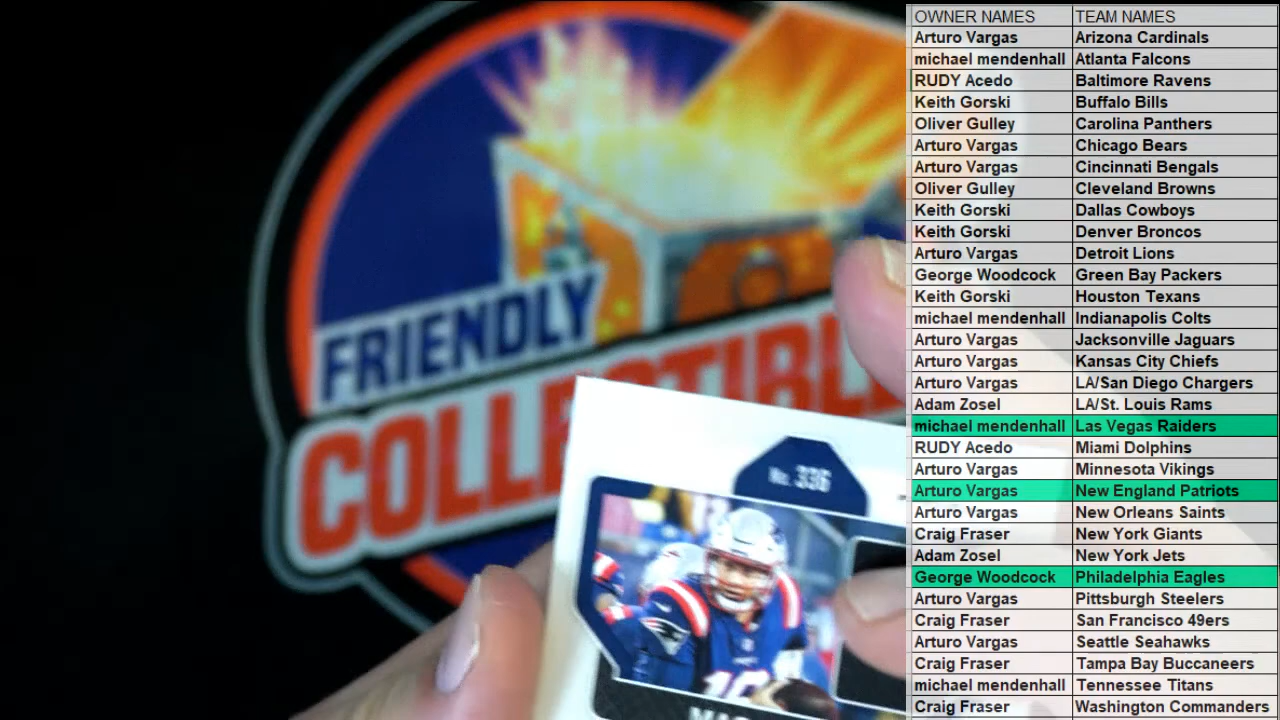 OWNER NAMES TEAM NAMES
Arturo Vargas Arizona Cardinals
michael mendenhall Atlanta Falcons
RUDY Acedo Baltimore Ravens
Keith Gorski Buffalo Bills
Oliver Gulley Carolina Panthers
Arturo Vargas Chicago Bears
Arturo Vargas Cincinnati Bengals
Oliver Gulley Cleveland Browns
Keith Gorski Dallas Cowboys
Keith Gorski Denver Broncos
Arturo Vargas Detroit Lions
George Woodcock Green Bay Packers
Keith Gorski Houston Texans
michael mendenhall Indianapolis Colts
Arturo Vargas Jacksonville Jaguars
Arturo Vargas Kansas City Chiefs
Arturo Vargas LA/San Diego Chargers
Adam Zosel LA/St. Louis Rams
michael mendenhall Las Vegas Raiders
RUDY Acedo Miami Dolphins
Arturo Vargas Minnesota Vikings
Arturo Vargas New England Patriots
Arturo Vargas New Orleans Saints
Craig Fraser New York Giants
Adam Zosel New York Jets
George Woodcock Philadelphia Eagles
Arturo Vargas Pittsburgh Steelers
Craig Fraser San Francisco 49ers
Arturo Vargas Seattle Seahawks
Craig Fraser Tampa Bay Buccaneers
michael mendenhall Tennessee Titans
Craig Fraser Washington Commanders
FRIENDLY
No. 336
10